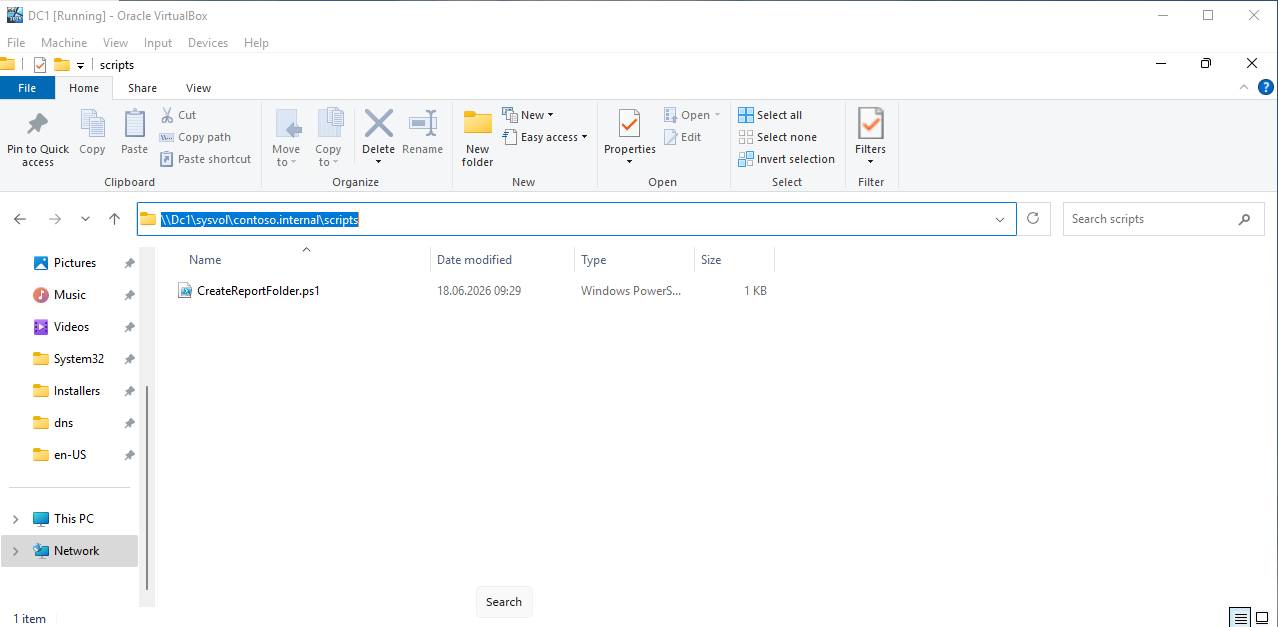 DC1 [Running] - Oracle VirtualBox
File Machine View Input Devices Help
scripts
File Home Share View
Pin to Quick access
Copy
Paste
Cut
Copy path
Paste shortcut
Clipboard
Move to
Copy to
Delete
Rename
Organize
New folder
New
Easy access
New
Properties
Open
Edit
Open
Select all
Select none
Invert selection
Select
Filters
Filter
\\Dc1\sysvol\contoso.internal\scripts
Search scripts
Name Date modified Type Size
CreateReportFolder.ps1 18.06.2026 09:29 Windows PowerS... 1 KB
Pictures
Music
Videos
System32
Installers
dns
en-US
This PC
Network
Search
1 item